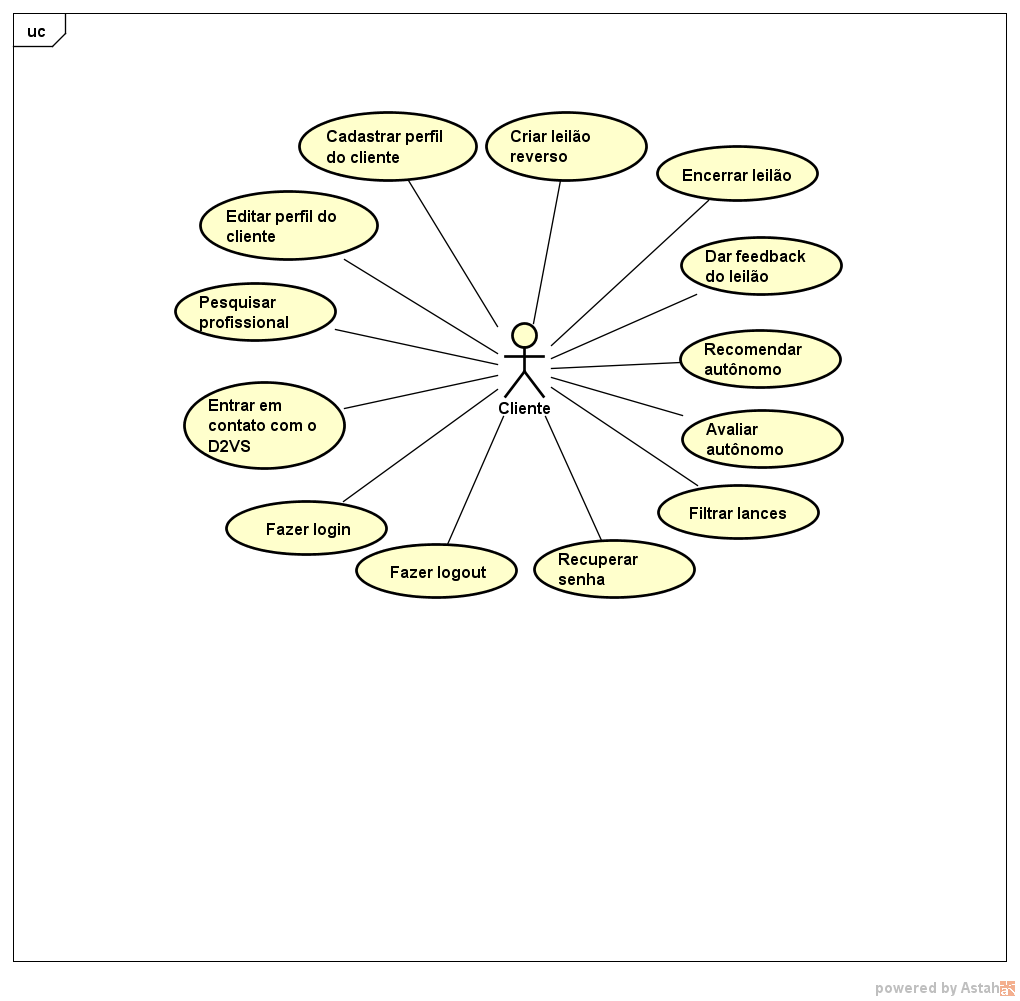 uc
Cadastrar perfil
do cliente
Criar leilão
reverso
Encerrar leilão
Editar perfil do
cliente
Dar feedback
do leilão
Pesquisar
profissional
Recomendar
autônomo
Cliente
Entrar em
contato com o
D2VS
Avaliar
autônomo
Filtrar lances
Fazer login
Fazer logout
Recuperar
senha
powered by Astah